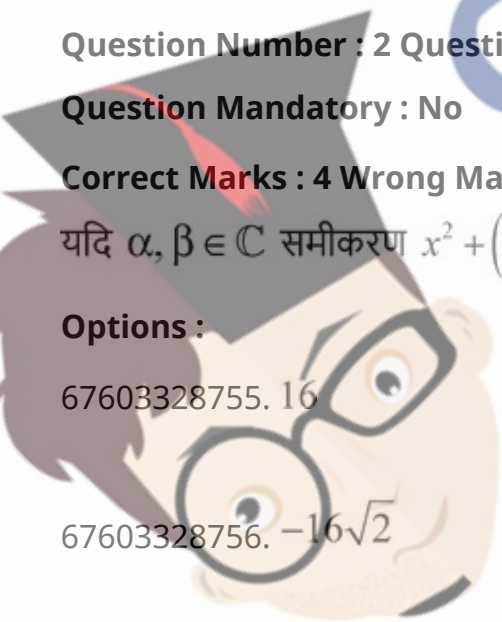 Question Number : 2 Questi
Question Mandatory : No
Correct Marks : 4 Wrong Ma
यदि α, β ∈ ℂ समीकरण x² + (
Options :
67603328755. 16
67603328756. −16√2